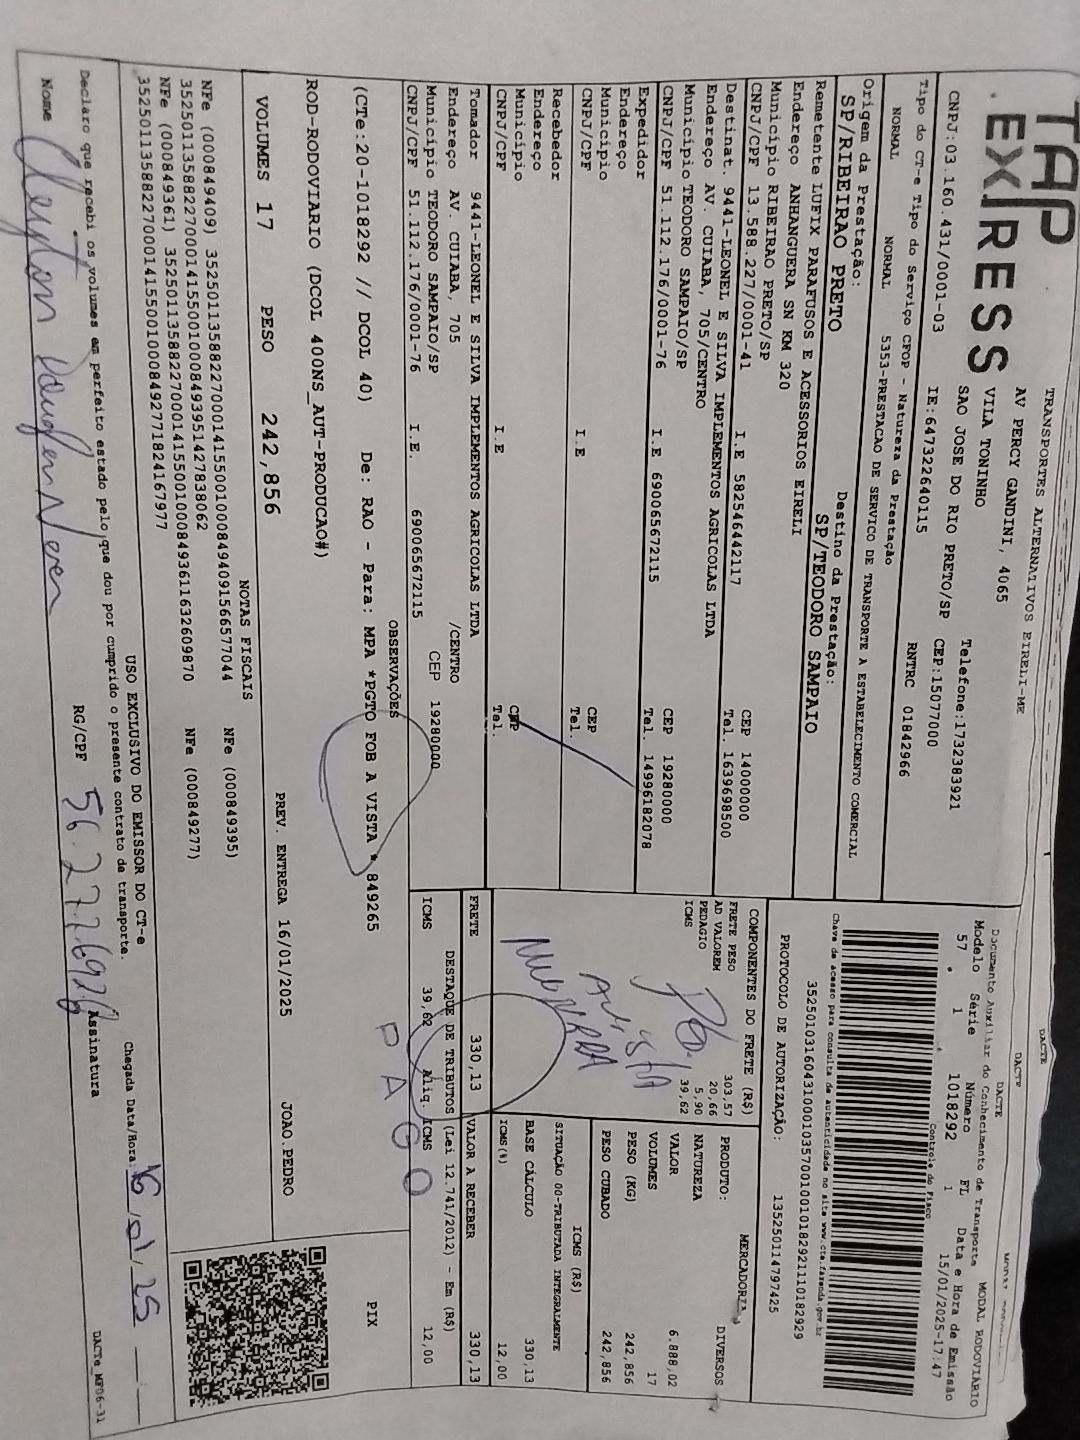 TAP
EXPRESS
TRANSPORTES ALTERNATIVOS EIRELI-ME
AV PERCY GANDINI, 4065
VILA TONINHO
SAO JOSE DO RIO PRETO/SP CEP:15077000
Telefone:1732383921
CNPJ:03.160.431/0001-03 IE:647322640115 RNTRC 01842966
DACTE
DACTE
DACTE
Documento Auxiliar do Conhecimento de Transporte MODAL RODOVIÁRIO
Modelo Série Número FL Data e Hora de Emissão
57 1 1018292 1 15/01/2025-17:47
Controle do Fisco
Chave de acesso para consulta de autenticidade no site www.cte.fazenda.gov.br
35250103160431000103570010010182921110182929
PROTOCOLO DE AUTORIZAÇÃO: 135250114797425
Tipo do CT-e Tipo do Serviço CFOP - Natureza da Prestação
NORMAL NORMAL 5353-PRESTACAO DE SERVICO DE TRANSPORTE A ESTABELECIMENTO COMERCIAL
Origem da Prestação: Destino da Prestação:
SP/RIBEIRAO PRETO SP/TEODORO SAMPAIO
Remetente LUFIX PARAFUSOS E ACESSORIOS EIRELI
Endereço ANHANGUERA SN KM 320
Município RIBEIRAO PRETO/SP CEP 14000000
CNPJ/CPF 13.588.227/0001-41 I.E 582546442117 Tel. 1639698500
Destinat. 9441-LEONEL E SILVA IMPLEMENTOS AGRICOLAS LTDA
Endereço AV. CUIABA, 705/CENTRO
Município TEODORO SAMPAIO/SP CEP 19280000
CNPJ/CPF 51.112.176/0001-76 I.E 690065672115 Tel. 14996182078
Expedidor
Endereço
Município CEP
CNPJ/CPF I.E Tel.
Recebedor
Endereço
Município CEP
CNPJ/CPF I.E Tel.
Tomador 9441-LEONEL E SILVA IMPLEMENTOS AGRICOLAS LTDA
Endereço AV. CUIABA, 705 /CENTRO
Município TEODORO SAMPAIO/SP CEP 19280000
CNPJ/CPF 51.112.176/0001-76 I.E. 690065672115
COMPONENTES DO FRETE (R$)
FRETE PESO 303,57
AD VALOREM 20,66
PEDAGIO 5,90
ICMS 39,62
PRODUTO: MERCADORIA
NATUREZA DIVERSOS
VALOR 6.888,02
VOLUMES 17
PESO (KG) 242,856
PESO CUBADO 242,856
ICMS (R$)
SITUAÇÃO 00-TRIBUTADA INTEGRALMENTE
BASE CÁLCULO 330,13
ICMS(%) 12,00
FRETE 330,13 VALOR A RECEBER 330,13
DESTAQUE DE TRIBUTOS (Lei 12.741/2012) - Em (R$)
ICMS 39,62 Aliq. ICMS 12,00
PAGO
OBSERVAÇÕES
(CTe:20-1018292 // DCOL 40) De: RAO - Para: MPA *PGTO FOB A VISTA * 849265
PIX
ROD-RODOVIARIO (DCOL 400NS_AUT-PRODUCAO#)
VOLUMES 17 PESO 242,856 PREV. ENTREGA 16/01/2025 JOAO.PEDRO
NOTAS FISCAIS
NFe (000849409) 35250113588227000141550010008494091566577044 NFe (000849395)
35250113588227000141550010008493951427838062
NFe (000849361) 35250113588227000141550010008493611632609870 NFe (000849277)
35250113588227000141550010008492771824167977
USO EXCLUSIVO DO EMISSOR DO CT-e
Declaro que recebi os volumes em perfeito estado pelo que dou por cumprido o presente contrato de transporte.
Chegada Data/Hora: 16/01/25
Nome RG/CPF Assinatura
DACTe_MF06-31